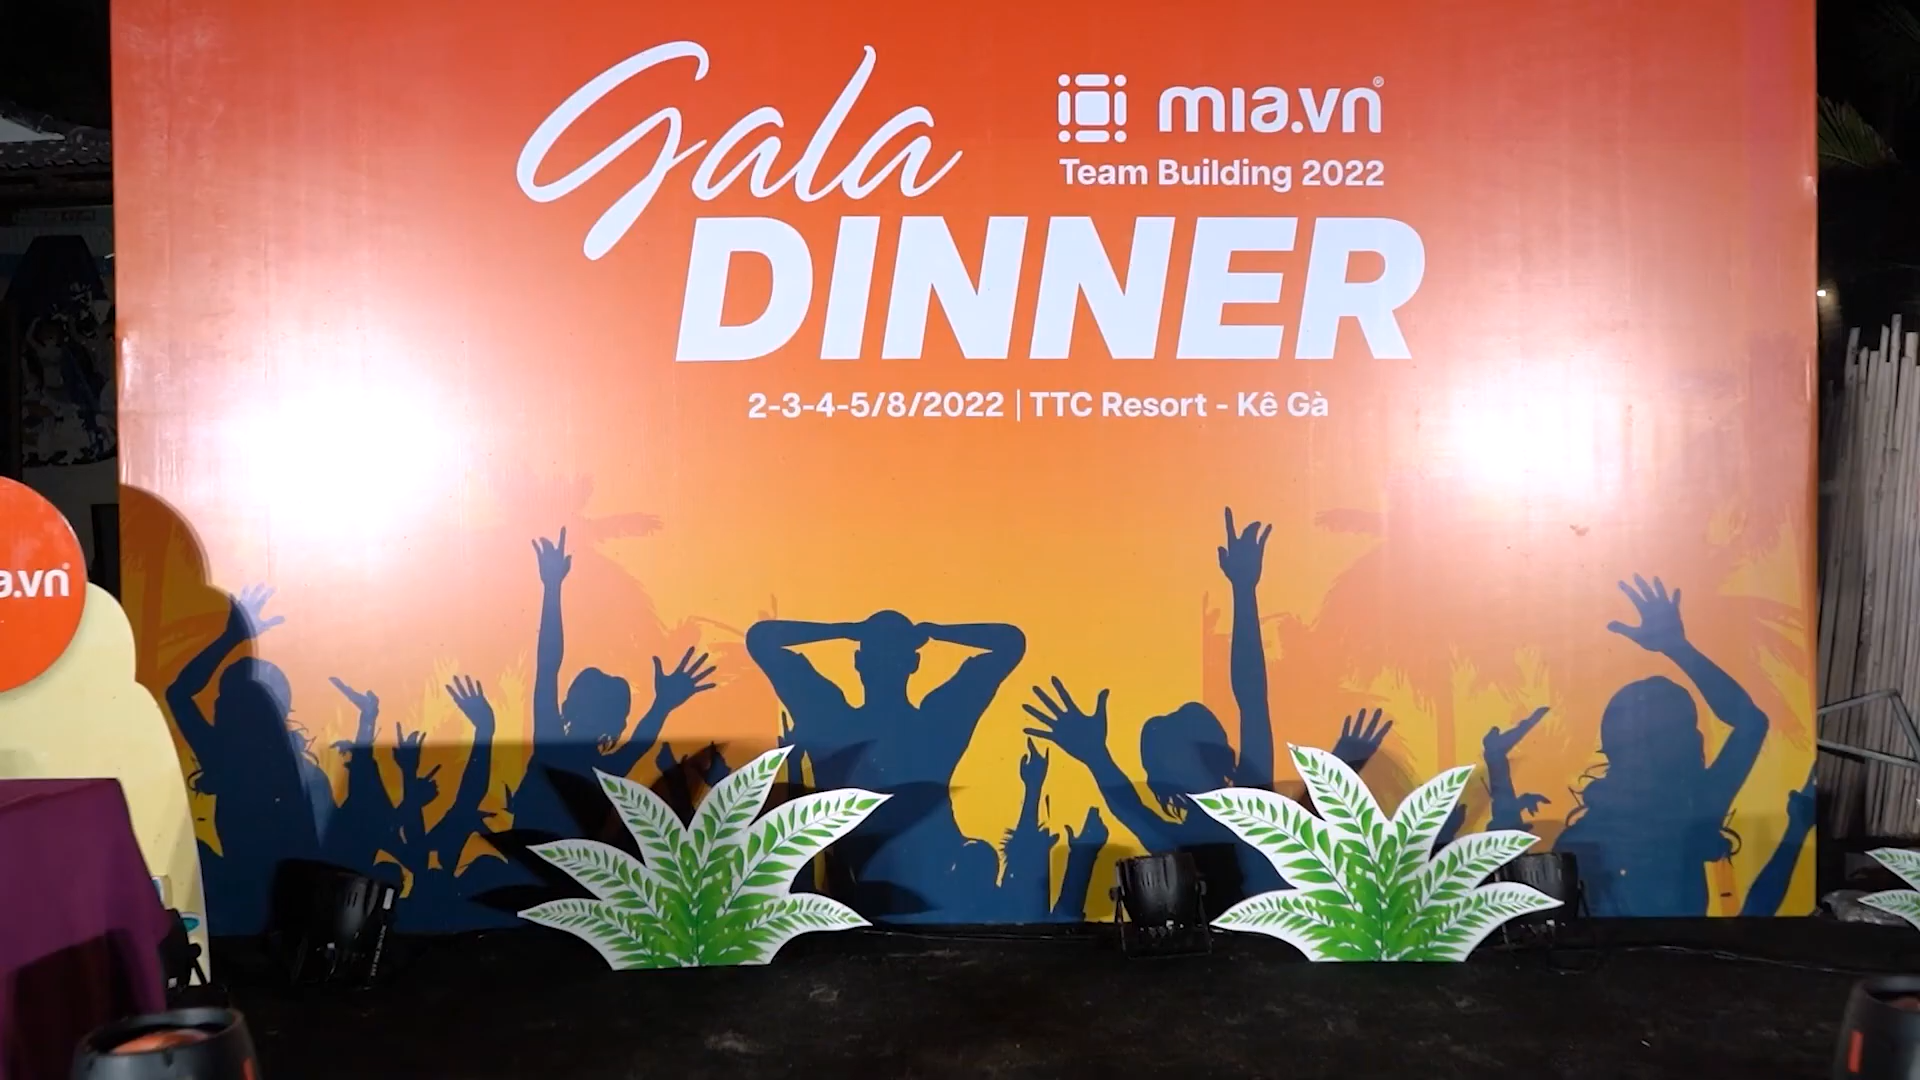 Gala
mia.vn®
Team Building 2022
DINNER
2-3-4-5/8/2022 | TTC Resort - Kê Gà
a.vn